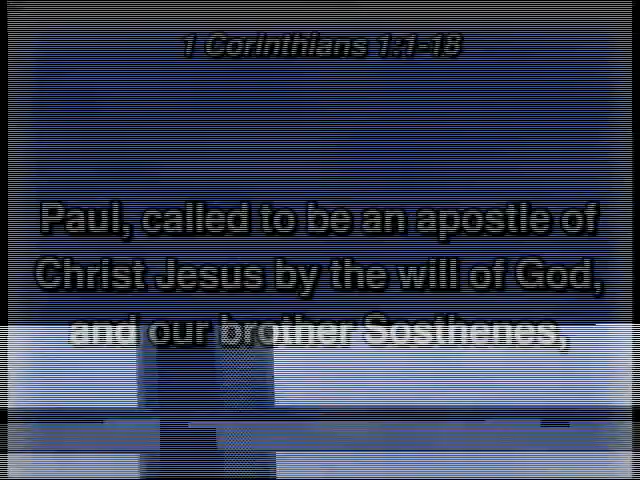 1 Corinthians 1:1-18
Paul, called to be an apostle of
Christ Jesus by the will of God,
and our brother Sosthenes,